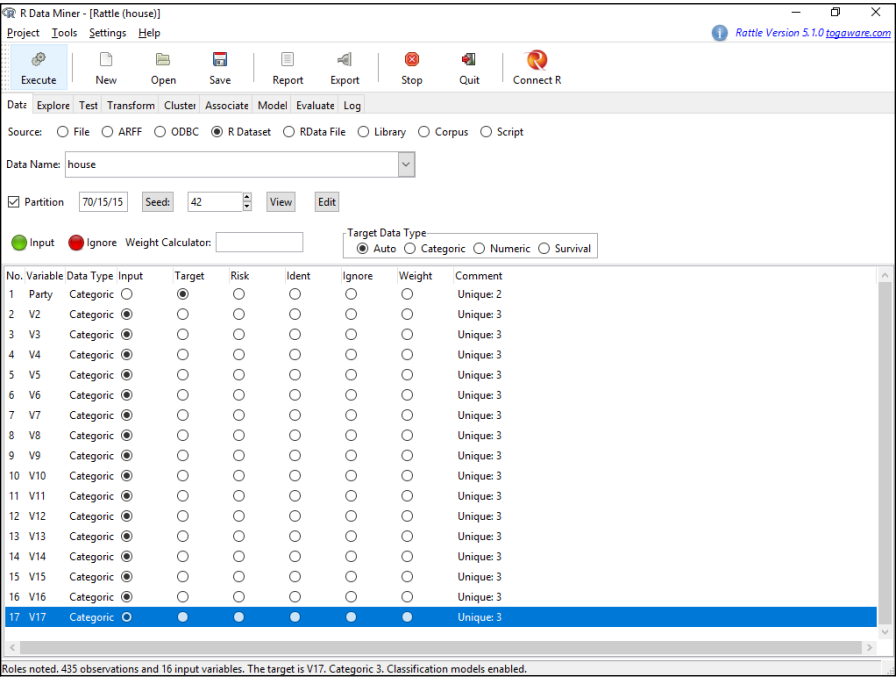 R Data Miner - [Rattle (house)]
Project Tools Settings Help
Rattle Version 5.1.0 togaware.com
Execute New Open Save Report Export Stop Quit Connect R
Data Explore Test Transform Cluster Associate Model Evaluate Log
Source: File ARFF ODBC R Dataset RData File Library Corpus Script
Data Name: house
Partition 70/15/15 Seed: 42 View Edit
Target Data Type
Input Ignore Weight Calculator: Auto Categoric Numeric Survival
No. Variable Data Type Input Target Risk Ident Ignore Weight Comment
1 Party Categoric Unique: 2
2 V2 Categoric Unique: 3
3 V3 Categoric Unique: 3
4 V4 Categoric Unique: 3
5 V5 Categoric Unique: 3
6 V6 Categoric Unique: 3
7 V7 Categoric Unique: 3
8 V8 Categoric Unique: 3
9 V9 Categoric Unique: 3
10 V10 Categoric Unique: 3
11 V11 Categoric Unique: 3
12 V12 Categoric Unique: 3
13 V13 Categoric Unique: 3
14 V14 Categoric Unique: 3
15 V15 Categoric Unique: 3
16 V16 Categoric Unique: 3
17 V17 Categoric Unique: 3
Roles noted. 435 observations and 16 input variables. The target is V17. Categoric 3. Classification models enabled.